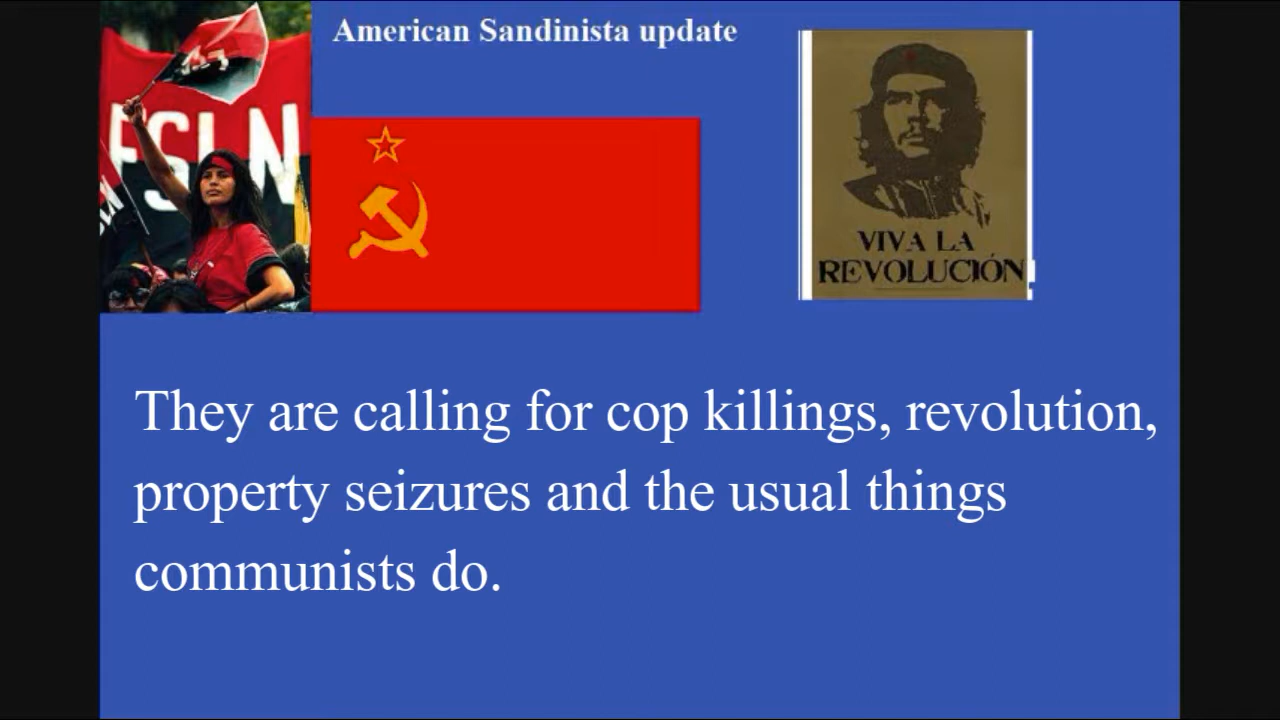 American Sandinista update
FSLN
VIVA LA
REVOLUCIÓN
They are calling for cop killings, revolution,
property seizures and the usual things
communists do.